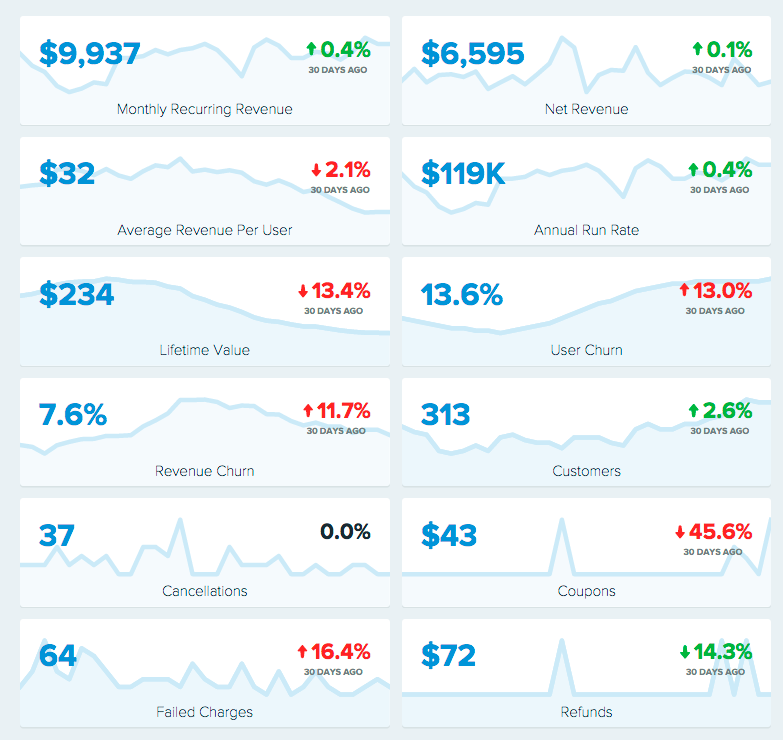 $9,937 ↑ 0.4%
30 DAYS AGO
Monthly Recurring Revenue
$6,595 ↑ 0.1%
30 DAYS AGO
Net Revenue
$32 ↓ 2.1%
30 DAYS AGO
Average Revenue Per User
$119K ↑ 0.4%
30 DAYS AGO
Annual Run Rate
$234 ↓ 13.4%
30 DAYS AGO
Lifetime Value
13.6% ↑ 13.0%
30 DAYS AGO
User Churn
7.6% ↑ 11.7%
30 DAYS AGO
Revenue Churn
313 ↑ 2.6%
30 DAYS AGO
Customers
37 0.0%
Cancellations
$43 ↓ 45.6%
30 DAYS AGO
Coupons
64 ↑ 16.4%
30 DAYS AGO
Failed Charges
$72 ↓ 14.3%
30 DAYS AGO
Refunds